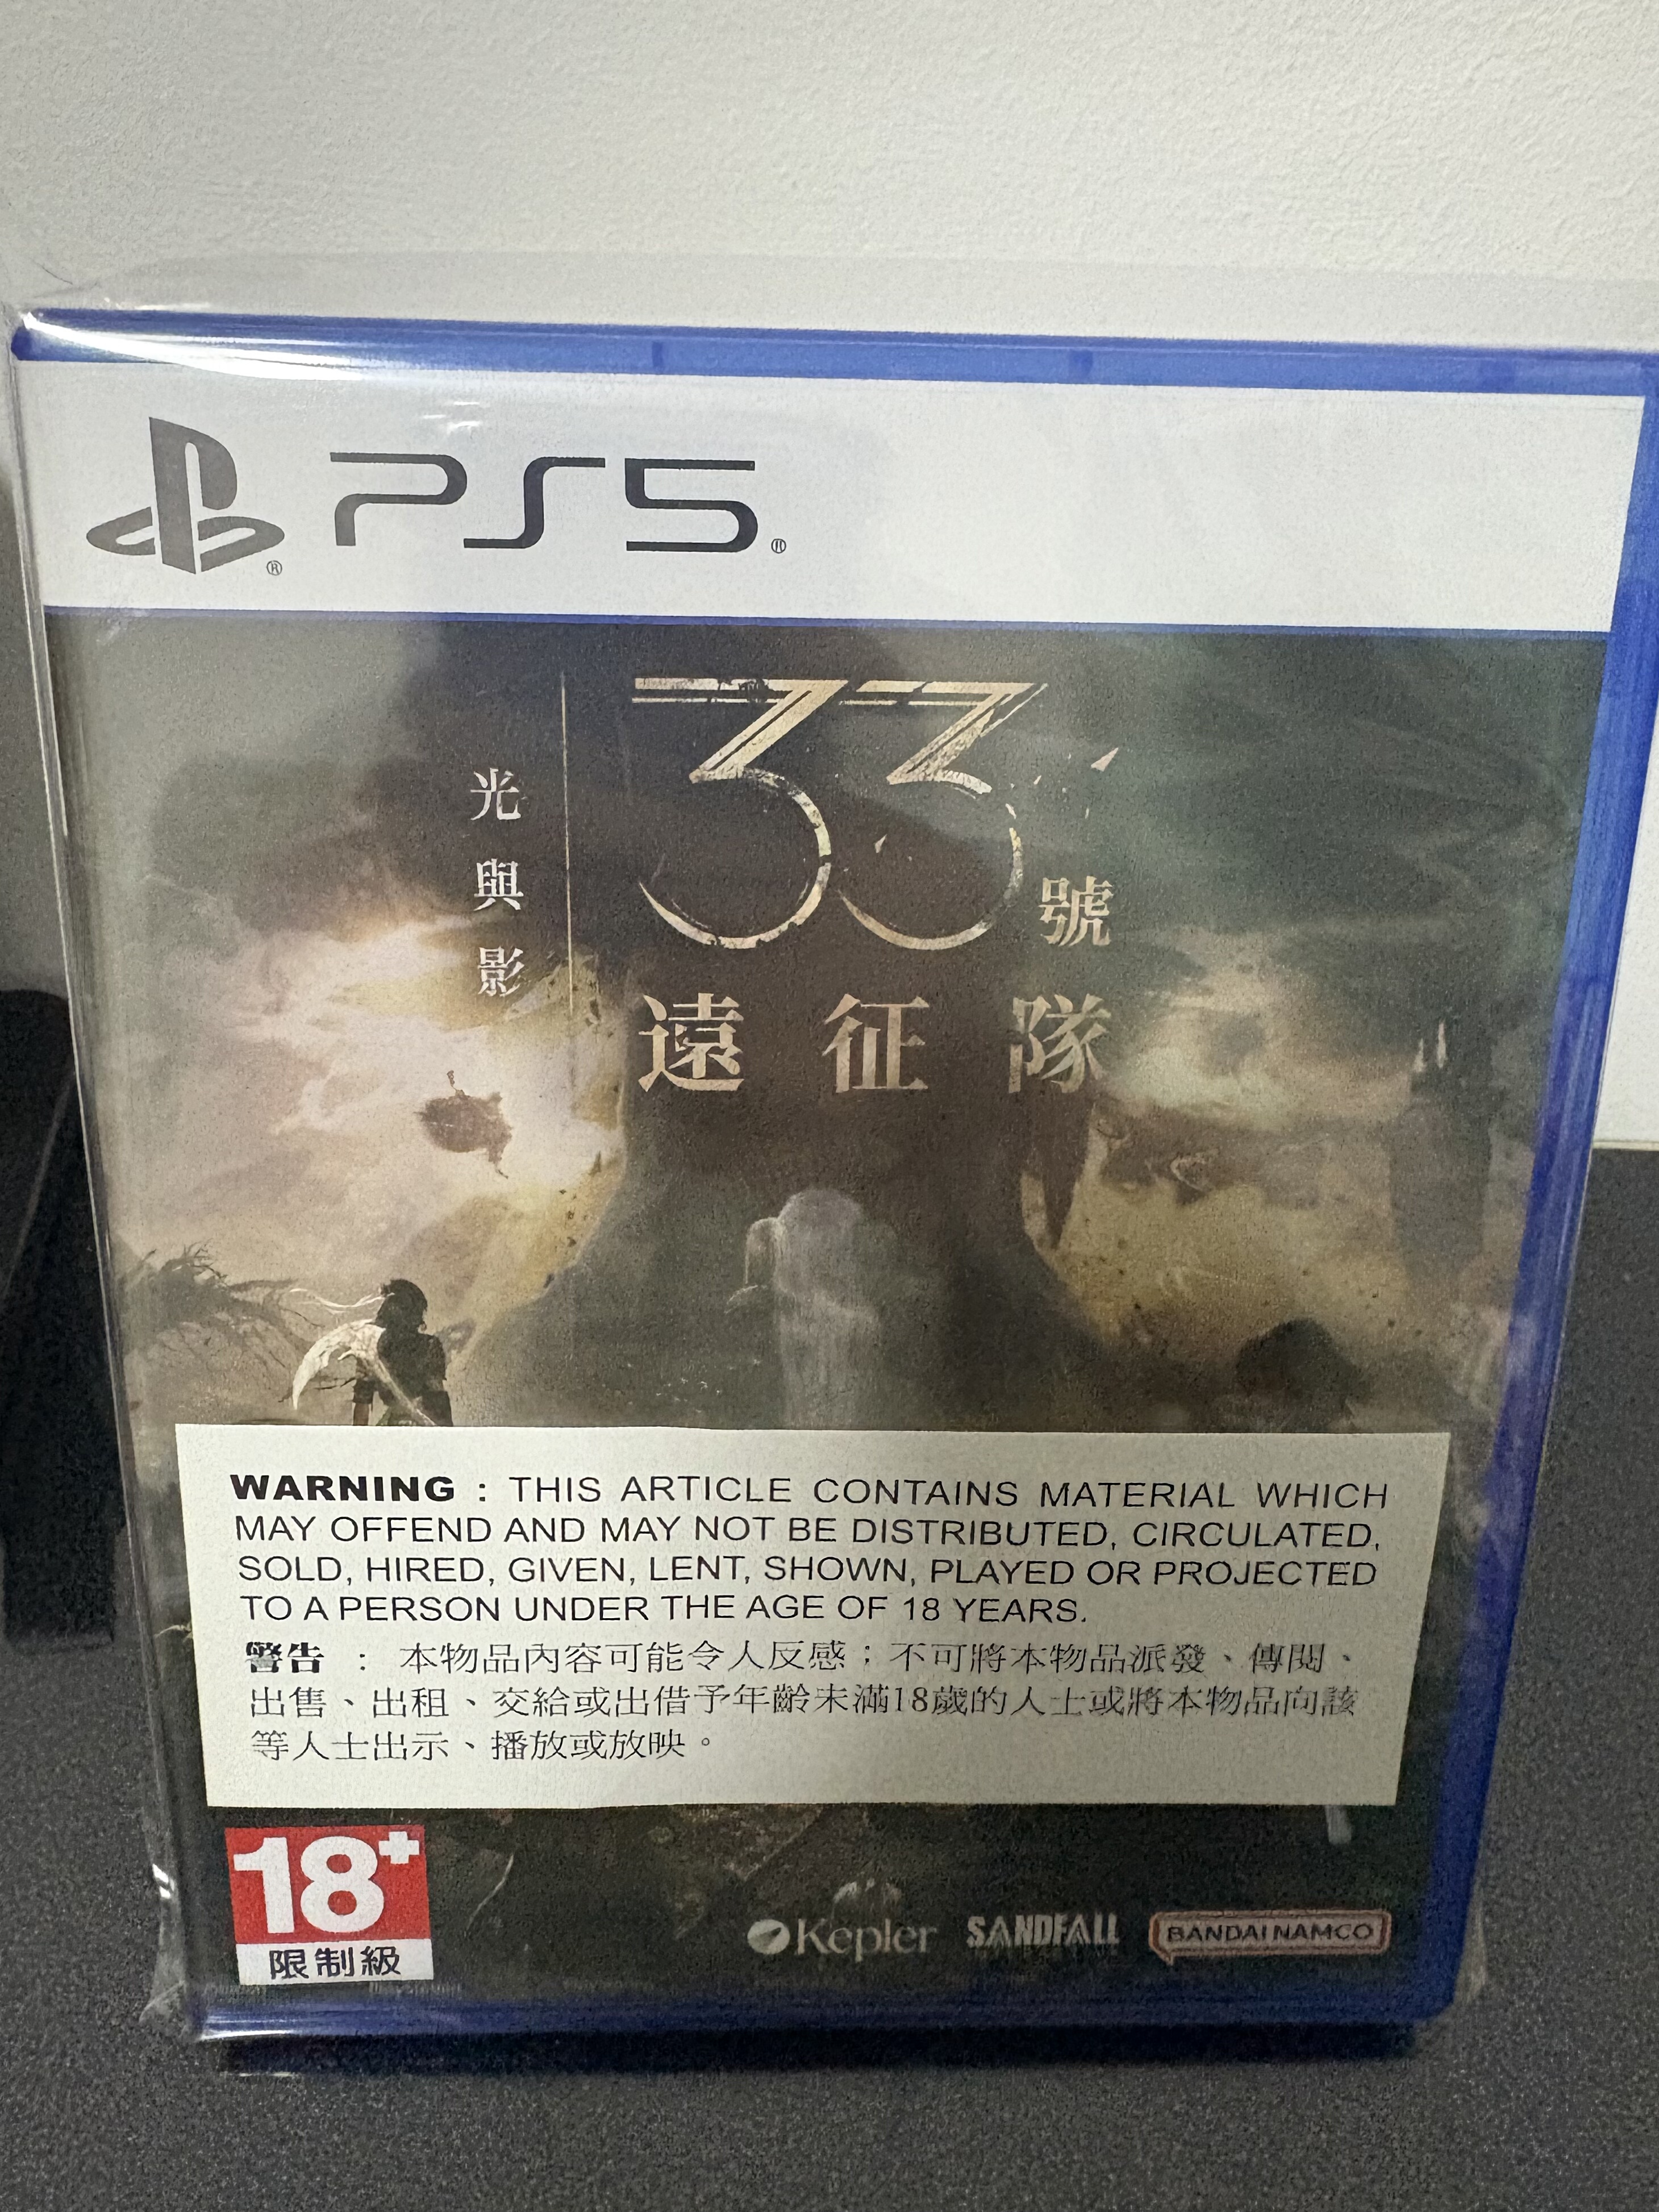 PS5
光與影
33號
遠征隊
WARNING : THIS ARTICLE CONTAINS MATERIAL WHICH
MAY OFFEND AND MAY NOT BE DISTRIBUTED, CIRCULATED,
SOLD, HIRED, GIVEN, LENT, SHOWN, PLAYED OR PROJECTED
TO A PERSON UNDER THE AGE OF 18 YEARS.
警告 ： 本物品內容可能令人反感；不可將本物品派發、傳閱、
出售、出租、交給或出借予年齡未滿18歲的人士或將本物品向該
等人士出示、播放或放映。
18+
限制級
Kepler SANDFALL BANDAI NAMCO